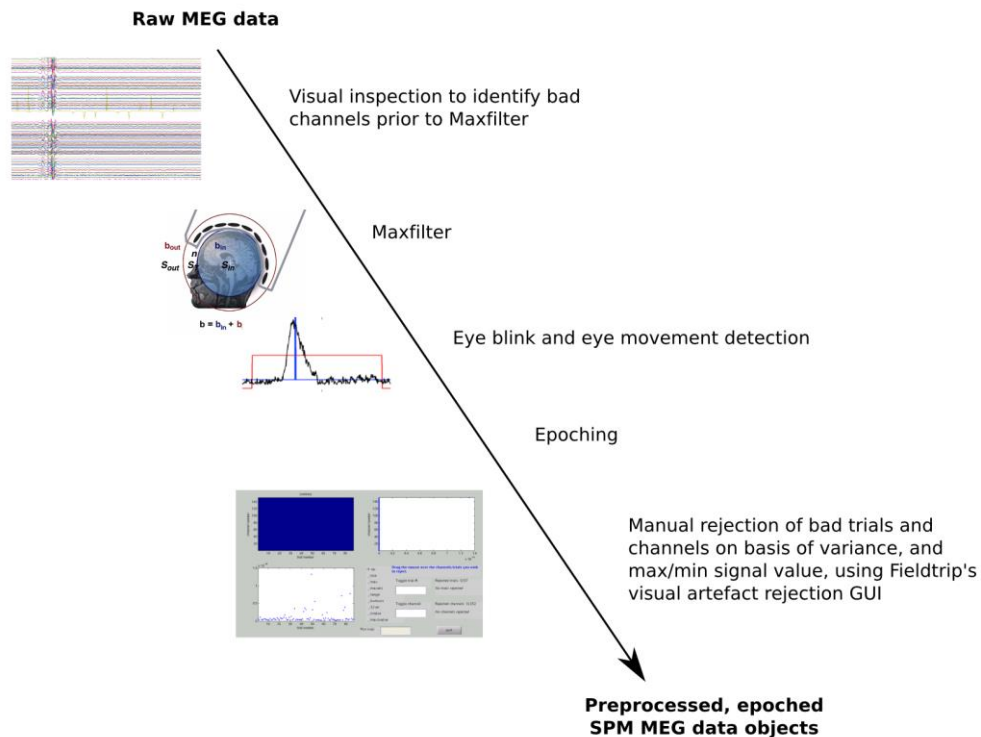 Raw MEG data
Visual inspection to identify bad
channels prior to Maxfilter
Maxfilter
b_out
b_in
n
S_out
S_in
b = b_in + b
Eye blink and eye movement detection
Epoching
Manual rejection of bad trials and
channels on basis of variance, and
max/min signal value, using Fieldtrip's
visual artefact rejection GUI
Preprocessed, epoched
SPM MEG data objects